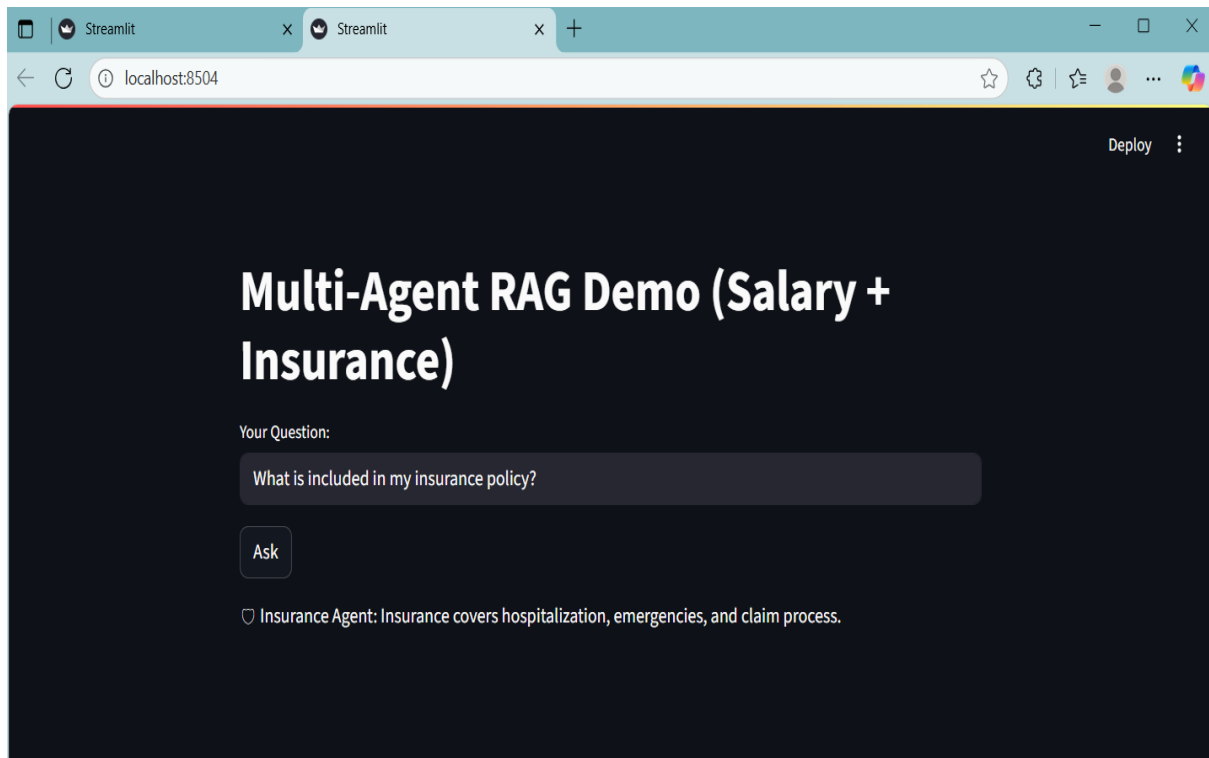 Streamlit
Streamlit
localhost:8504
Deploy
Multi-Agent RAG Demo (Salary +
Insurance)
Your Question:
What is included in my insurance policy?
Ask
Insurance Agent: Insurance covers hospitalization, emergencies, and claim process.